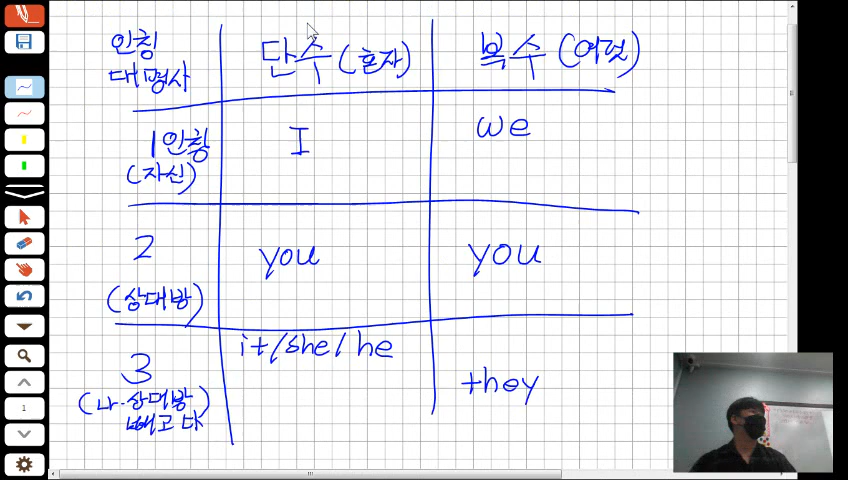 인칭 대명사
단수 (혼자)
복수 (여럿)
1인칭 (자신)
I
we
2 (상대방)
you
you
3 (나·상대방 빼고 다)
it/she/he
they
1